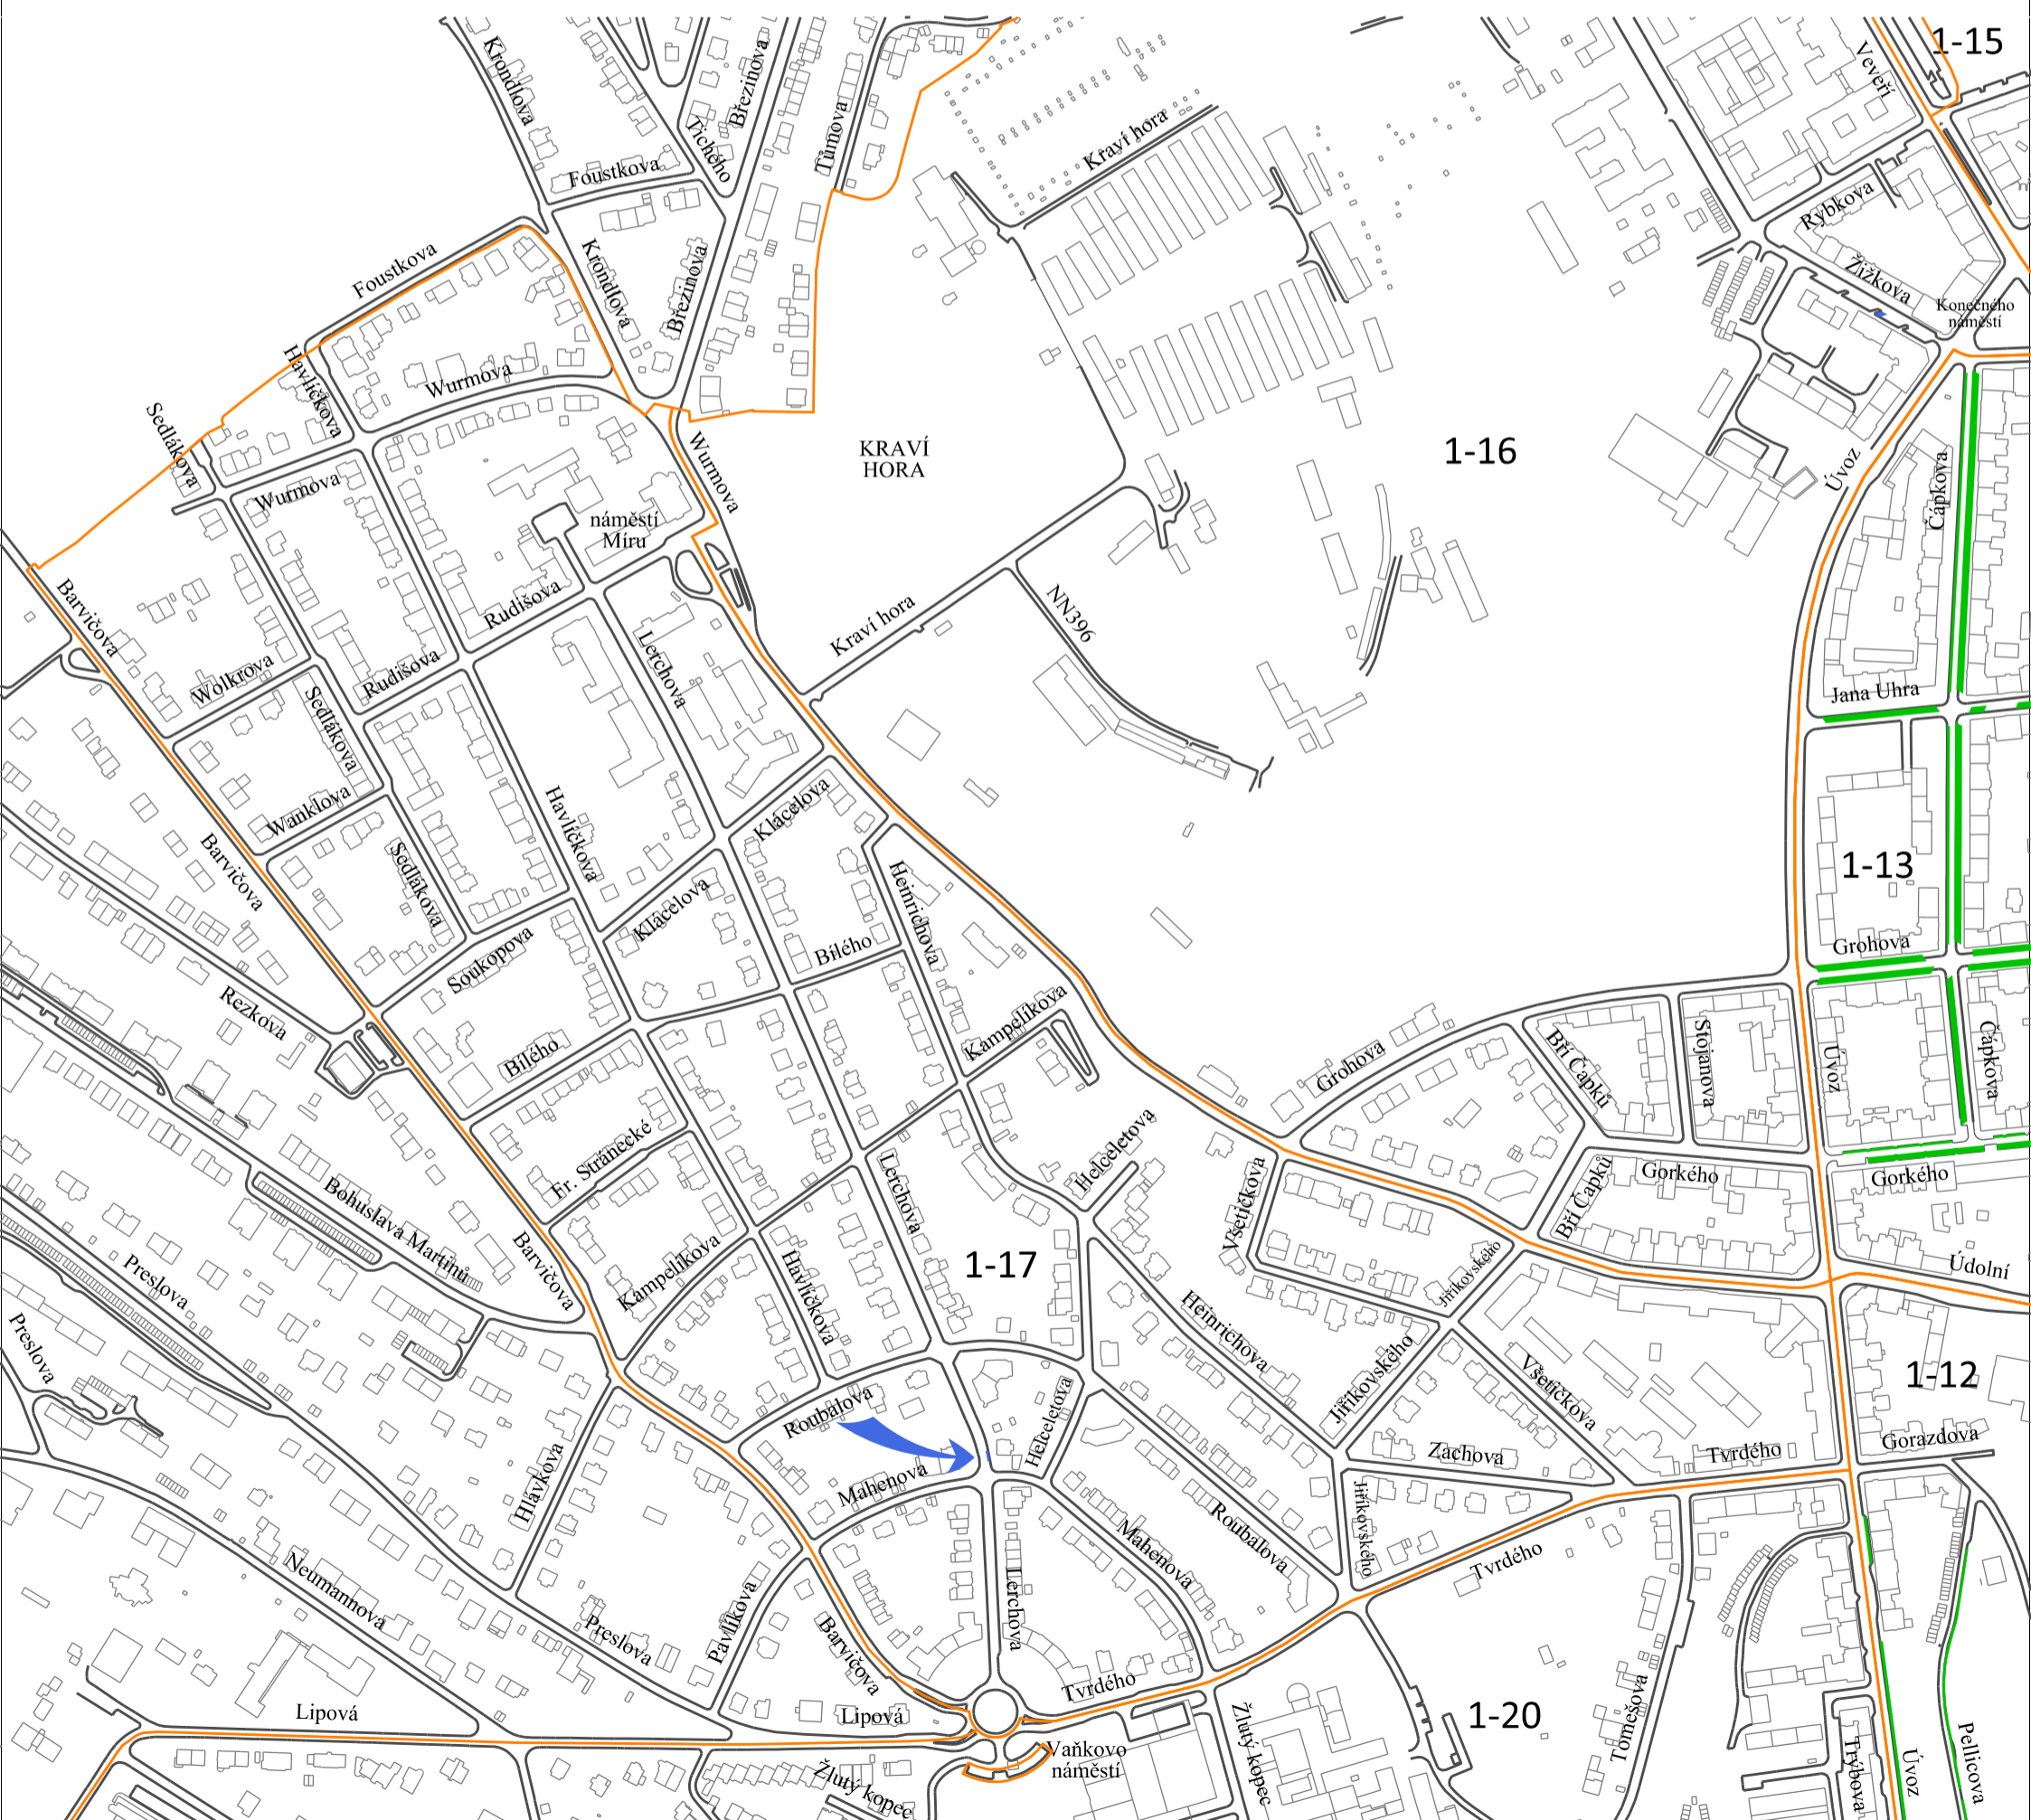 1-15
Krondlova
Březinova
Veveří
Tůmova
Tichého
Kraví hora
Foustkova
Rybkova
Foustkova
Krondlova
Březinova
Žižkova
Konečného
náměstí
Havlíčkova
Wurmova
Sedlákova
Wurmova
KRAVÍ
HORA
1-16
Úvoz
Čápkova
Wurmova
náměstí
Míru
Barvičova
Rudišova
Kraví hora
NN396
Lerchova
Wolkrova
Rudišova
Jana Uhra
Sedlákova
Wanklova
Klácelova
Havlíčkova
Barvičova
Sedlákova
1-13
Heinrichova
Klácelova
Bílého
Grohova
Soukopova
Rezkova
Kampelíkova
Bílého
Grohova
Bří Čapků
Stojanova
Úvoz
Čápkova
Fr. Stránecké
Helceletova
Lerchova
Všetičkova
Bří Čapků
Gorkého
Gorkého
Bohuslava Martinů
Barvičova
Preslova
Kampelíkova
Havlíčkova
1-17
Jiříkovského
Údolní
Heinrichova
Preslova
Jiříkovského
Všetičkova
1-12
Roubalova
Helceletova
Zachova
Tvrdého
Gorazdova
Mahenova
Hlávkova
Jiříkovského
Roubalova
Mahenova
Tvrdého
Neumannova
Lerchova
Preslova
Pavlíkova
Barvičova
Tvrdého
Lipová
Lipová
Žlutý kopec
1-20
Tomešova
Vaňkovo
náměstí
Žlutý kopec
Trýbova
Úvoz
Pellicova